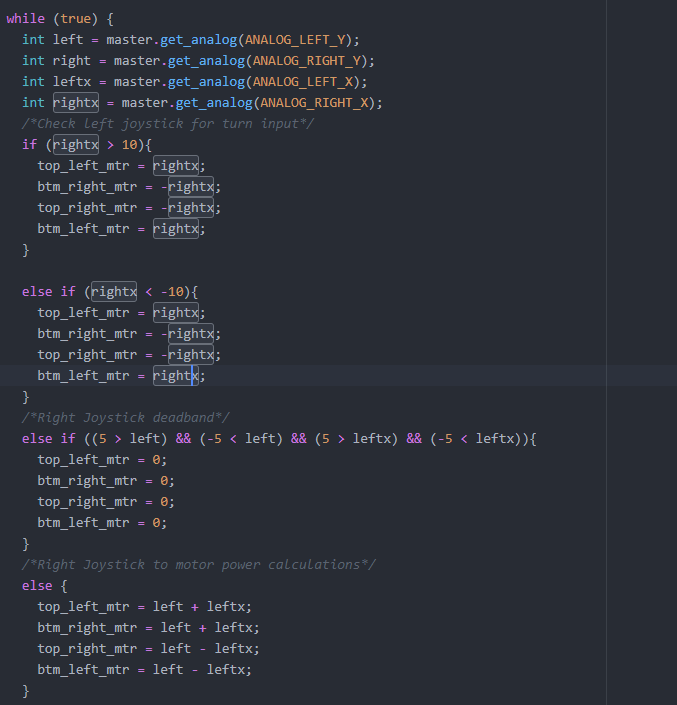 while (true) {
int left = master.get_analog(ANALOG_LEFT_Y);
int right = master.get_analog(ANALOG_RIGHT_Y);
int leftx = master.get_analog(ANALOG_LEFT_X);
int rightx = master.get_analog(ANALOG_RIGHT_X);
/*Check left joystick for turn input*/
if (rightx > 10){
top_left_mtr = rightx;
btm_right_mtr = -rightx;
top_right_mtr = -rightx;
btm_left_mtr = rightx;
}
else if (rightx < -10){
top_left_mtr = rightx;
btm_right_mtr = -rightx;
top_right_mtr = -rightx;
btm_left_mtr = rightx;
}
/*Right Joystick deadband*/
else if ((5 > left) && (-5 < left) && (5 > leftx) && (-5 < leftx)){
top_left_mtr = 0;
btm_right_mtr = 0;
top_right_mtr = 0;
btm_left_mtr = 0;
}
/*Right Joystick to motor power calculations*/
else {
top_left_mtr = left + leftx;
btm_right_mtr = left + leftx;
top_right_mtr = left - leftx;
btm_left_mtr = left - leftx;
}